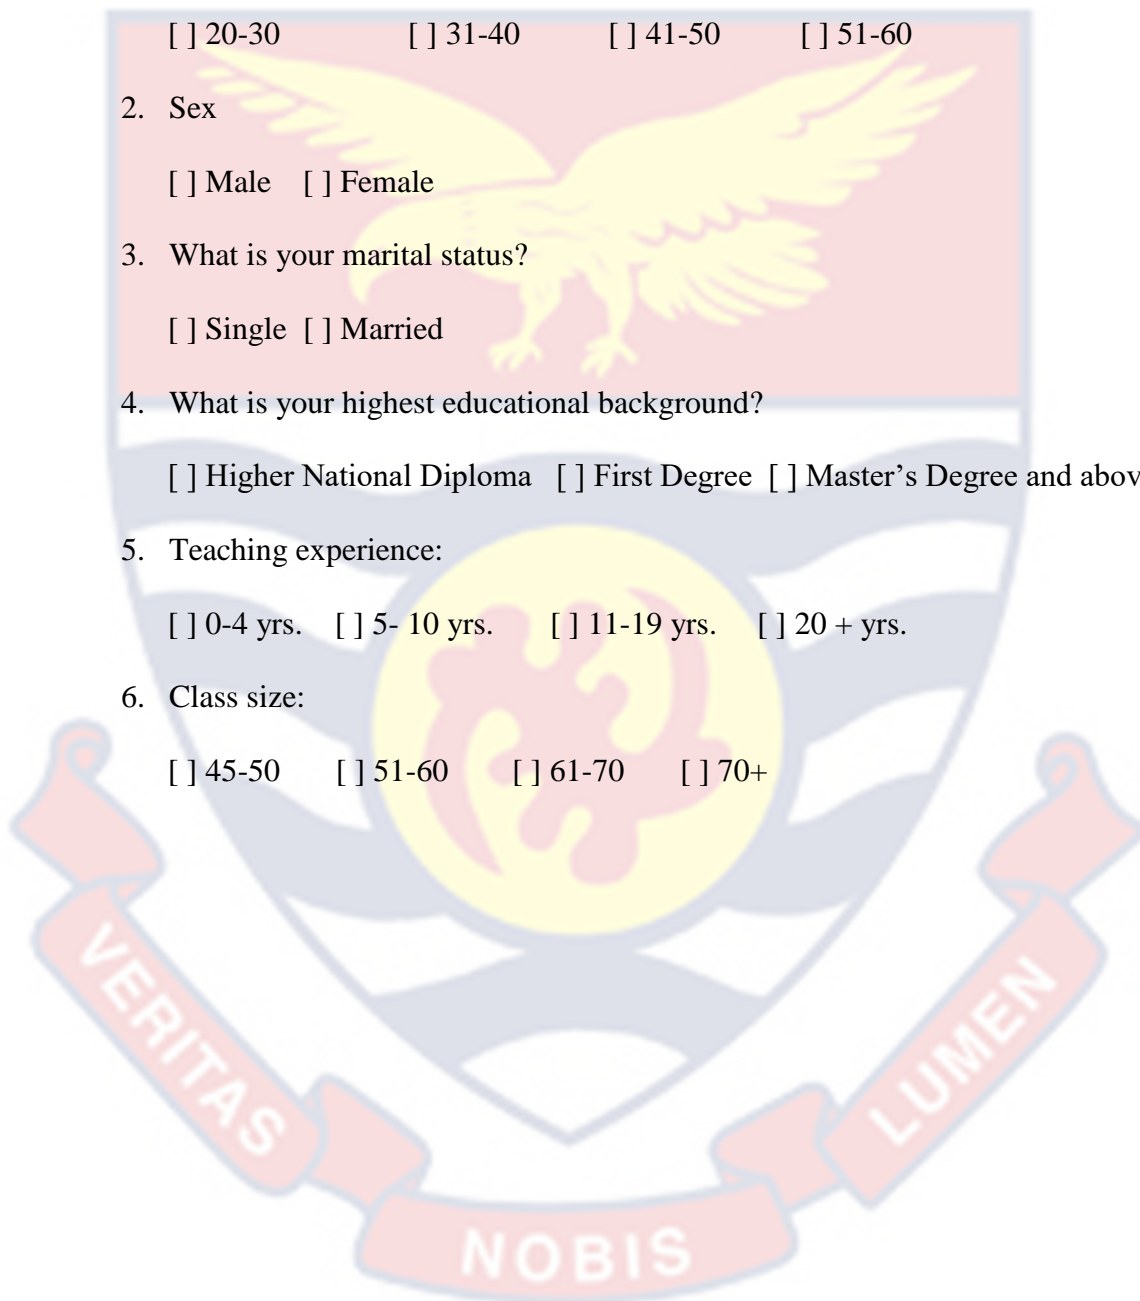 [ ] 20-30 [ ] 31-40 [ ] 41-50 [ ] 51-60
2. Sex
[ ] Male [ ] Female
3. What is your marital status?
[ ] Single [ ] Married
4. What is your highest educational background?
[ ] Higher National Diploma [ ] First Degree [ ] Master’s Degree and abov
5. Teaching experience:
[ ] 0-4 yrs. [ ] 5- 10 yrs. [ ] 11-19 yrs. [ ] 20 + yrs.
6. Class size:
[ ] 45-50 [ ] 51-60 [ ] 61-70 [ ] 70+
VERITAS
NOBIS
LUMEN